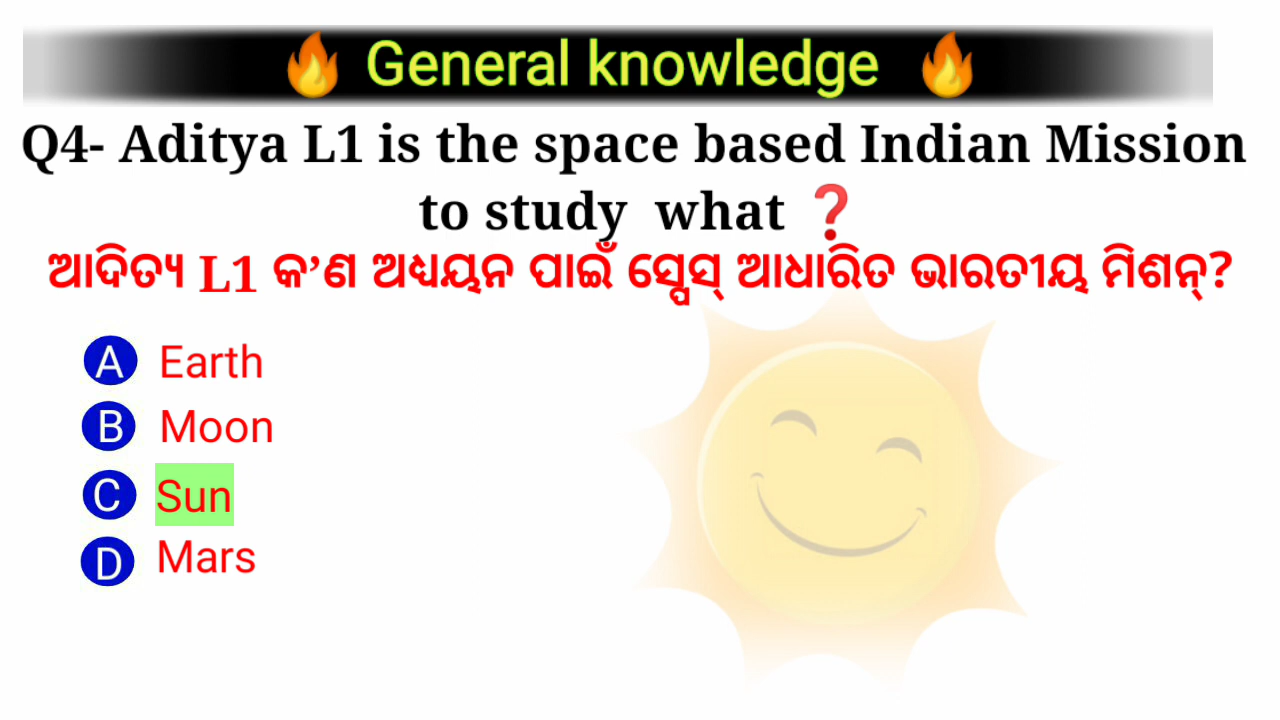 🔥 General knowledge 🔥
Q4- Aditya L1 is the space based Indian Mission
to study what ❓
ଆଦିତ୍ୟ L1 କ’ଣ ଅଧ୍ୟୟନ ପାଇଁ ସ୍ପେସ୍ ଆଧାରିତ ଭାରତୀୟ ମିଶନ୍?
A Earth
B Moon
C Sun
D Mars